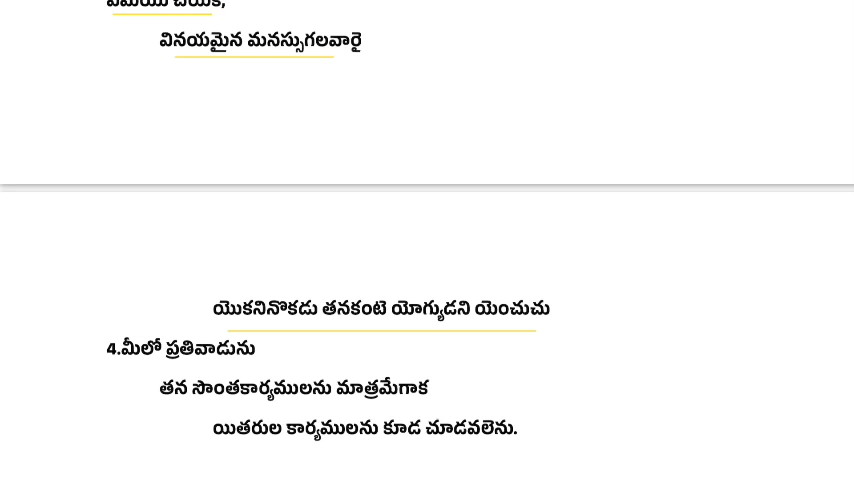 వినయమైన మనస్సుగలవారై
యొకనినొకడు తనకంటె యోగ్యుడని యెంచుచు
4.మీలో ప్రతివాడును
తన సొంతకార్యములను మాత్రమేగాక
యితరుల కార్యములను కూడ చూడవలెను.